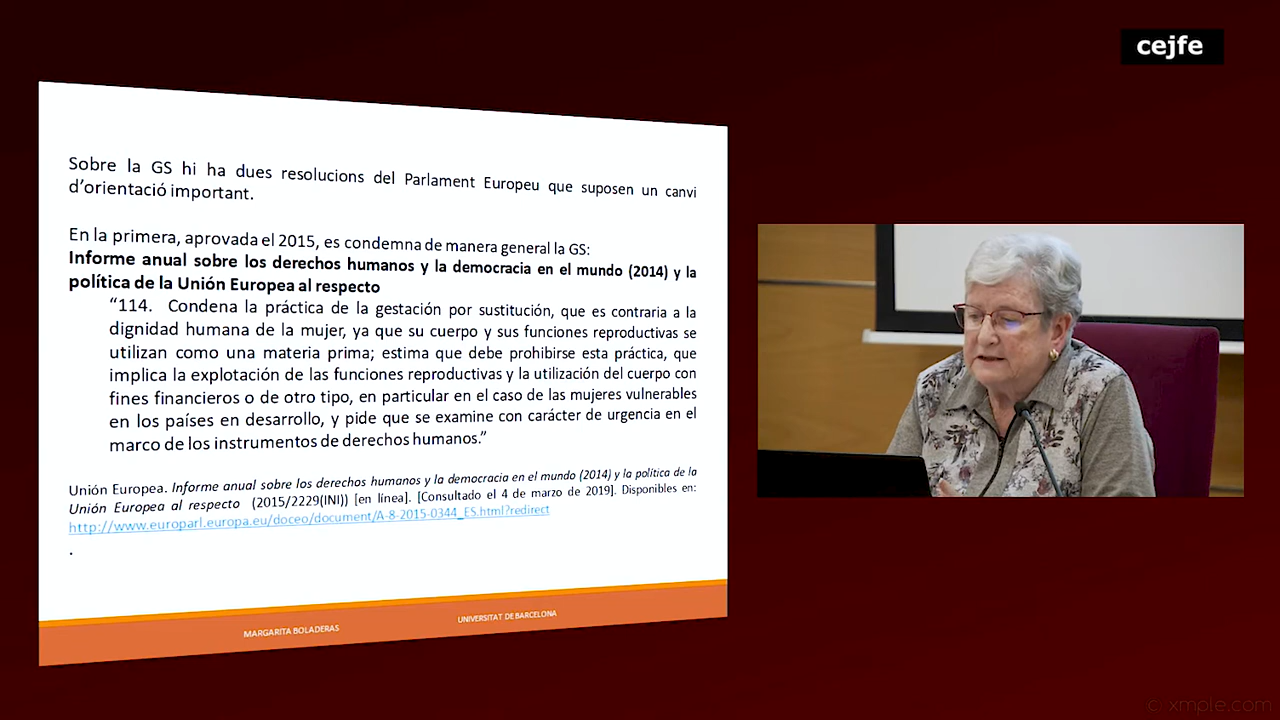 cejfe
Sobre la GS hi ha dues resolucions del Parlament Europeu que suposen un canvi
d'orientació important.
En la primera, aprovada el 2015, es condemna de manera general la GS:
Informe anual sobre los derechos humanos y la democracia en el mundo (2014) y la
política de la Unión Europea al respecto
"114. Condena la práctica de la gestación por sustitución, que es contraria a la
dignidad humana de la mujer, ya que su cuerpo y sus funciones reproductivas se
utilizan como una materia prima; estima que debe prohibirse esta práctica, que
implica la explotación de las funciones reproductivas y la utilización del cuerpo con
fines financieros o de otro tipo, en particular en el caso de las mujeres vulnerables
en los países en desarrollo, y pide que se examine con carácter de urgencia en el
marco de los instrumentos de derechos humanos."
Unión Europea. Informe anual sobre los derechos humanos y la democracia en el mundo (2014) y la política de la
Unión Europea al respecto (2015/2229(INI)) [en línea]. [Consultado el 4 de marzo de 2019]. Disponibles en:
http://www.europarl.europa.eu/doceo/document/A-8-2015-0344_ES.html?redirect
.
MARGARITA BOLADERAS
UNIVERSITAT DE BARCELONA
© xmple.com